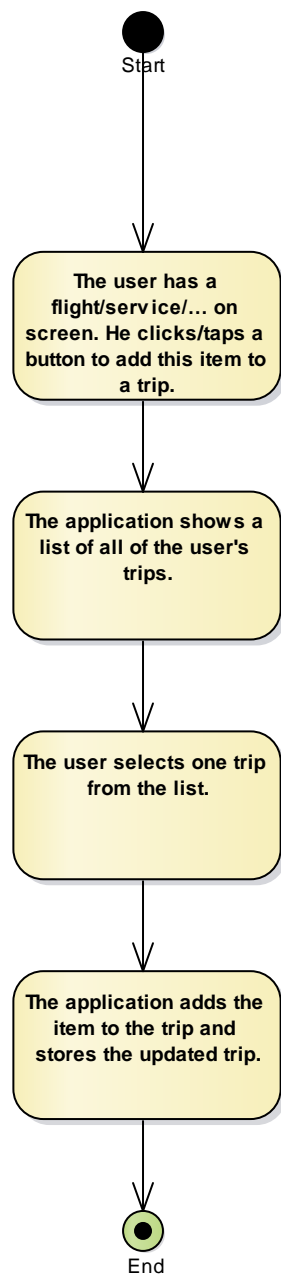 Start
The user has a
flight/service/... on
screen. He clicks/taps a
button to add this item to
a trip.
The application shows a
list of all of the user's
trips.
The user selects one trip
from the list.
The application adds the
item to the trip and
stores the updated trip.
End